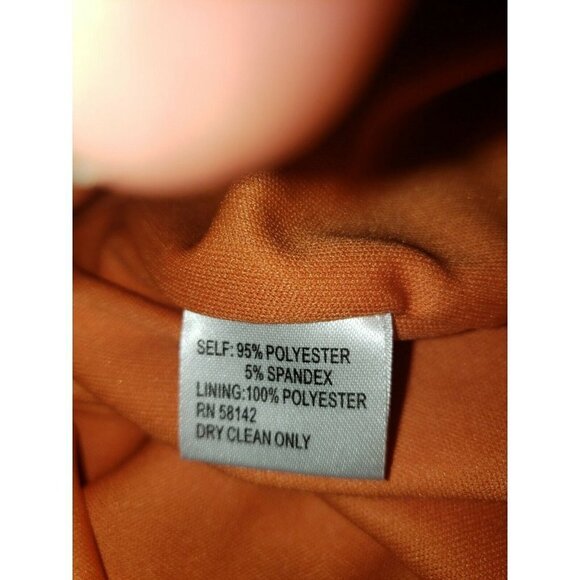 SELF: 95% POLYESTER
5% SPANDEX
LINING:100% POLYESTER
RN 58142
DRY CLEAN ONLY